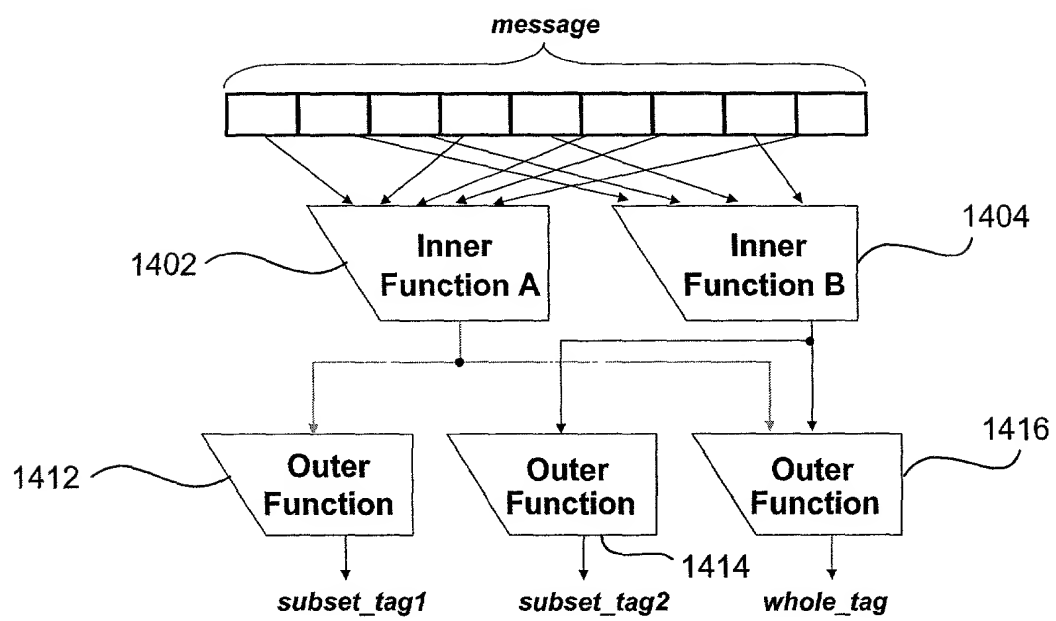 message
Inner
Function A
Inner
Function B
1402
1404
Outer
Function
Outer
Function
Outer
Function
1412
1414
1416
subset_tag1
subset_tag2
whole_tag